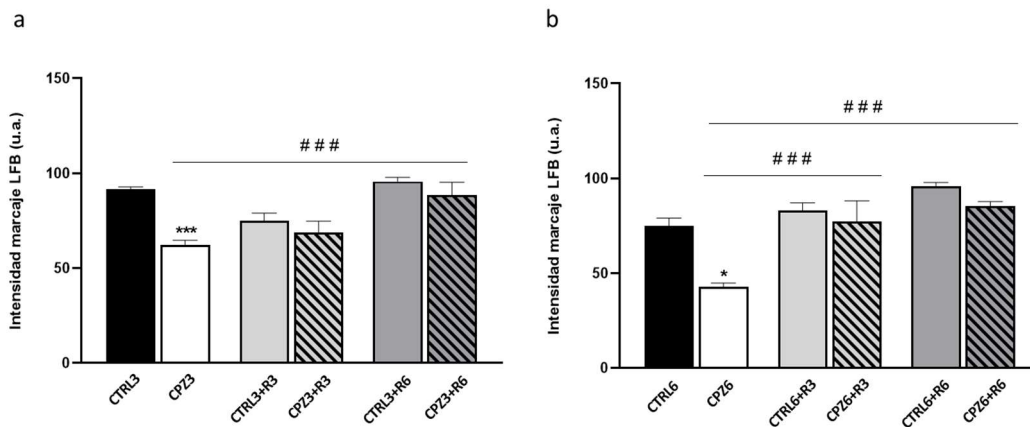 a
Intensidad marcaje LFB (u.a.)
150
100
50
0
***
# # #
CTRL3
CPZ3
CTRL3+R3
CPZ3+R3
CTRL3+R6
CPZ3+R6
b
Intensidad marcaje LFB (u.a.)
150
100
50
0
*
# # #
# # #
CTRL6
CPZ6
CTRL6+R3
CPZ6+R3
CTRL6+R6
CPZ6+R6